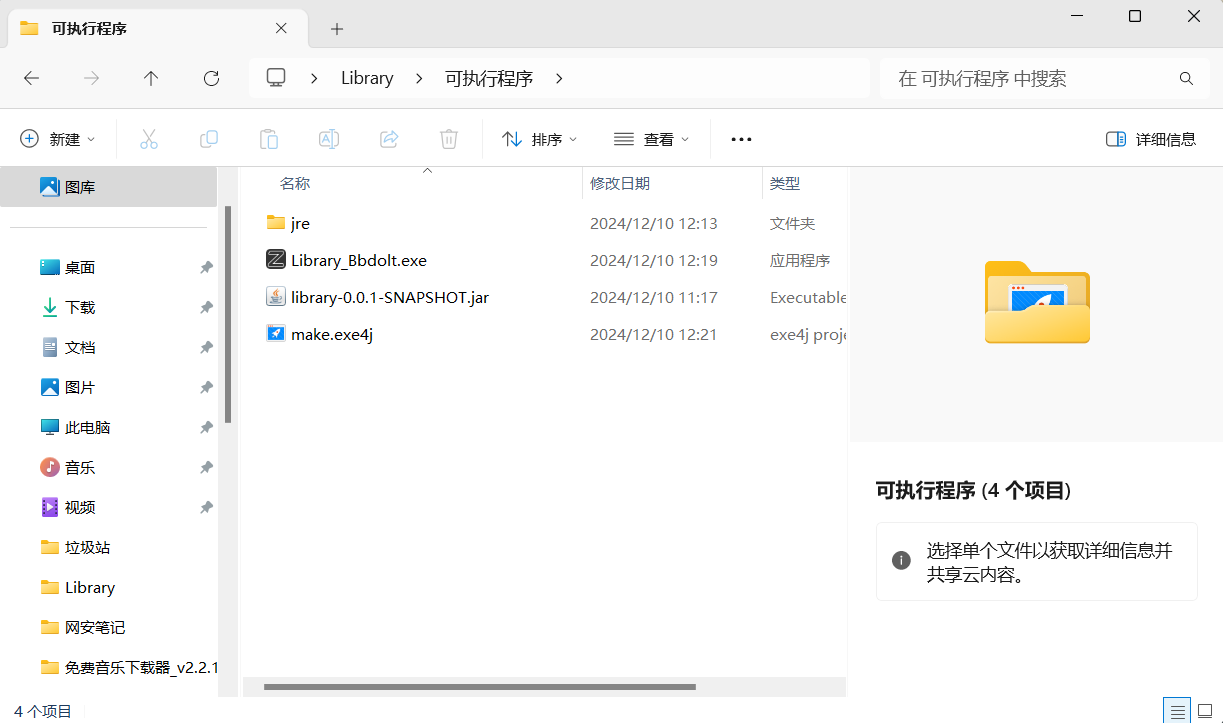 可执行程序
Library 可执行程序
在 可执行程序 中搜索
新建 排序 查看 详细信息
图库
桌面
下载
文档
图片
此电脑
音乐
视频
垃圾站
Library
网安笔记
免费音乐下载器_v2.2.1
名称 修改日期 类型
jre 2024/12/10 12:13 文件夹
Library_Bbdolt.exe 2024/12/10 12:19 应用程序
library-0.0.1-SNAPSHOT.jar 2024/12/10 11:17 Executable
make.exe4j 2024/12/10 12:21 exe4j proje
可执行程序 (4 个项目)
选择单个文件以获取详细信息并
共享云内容。
4 个项目